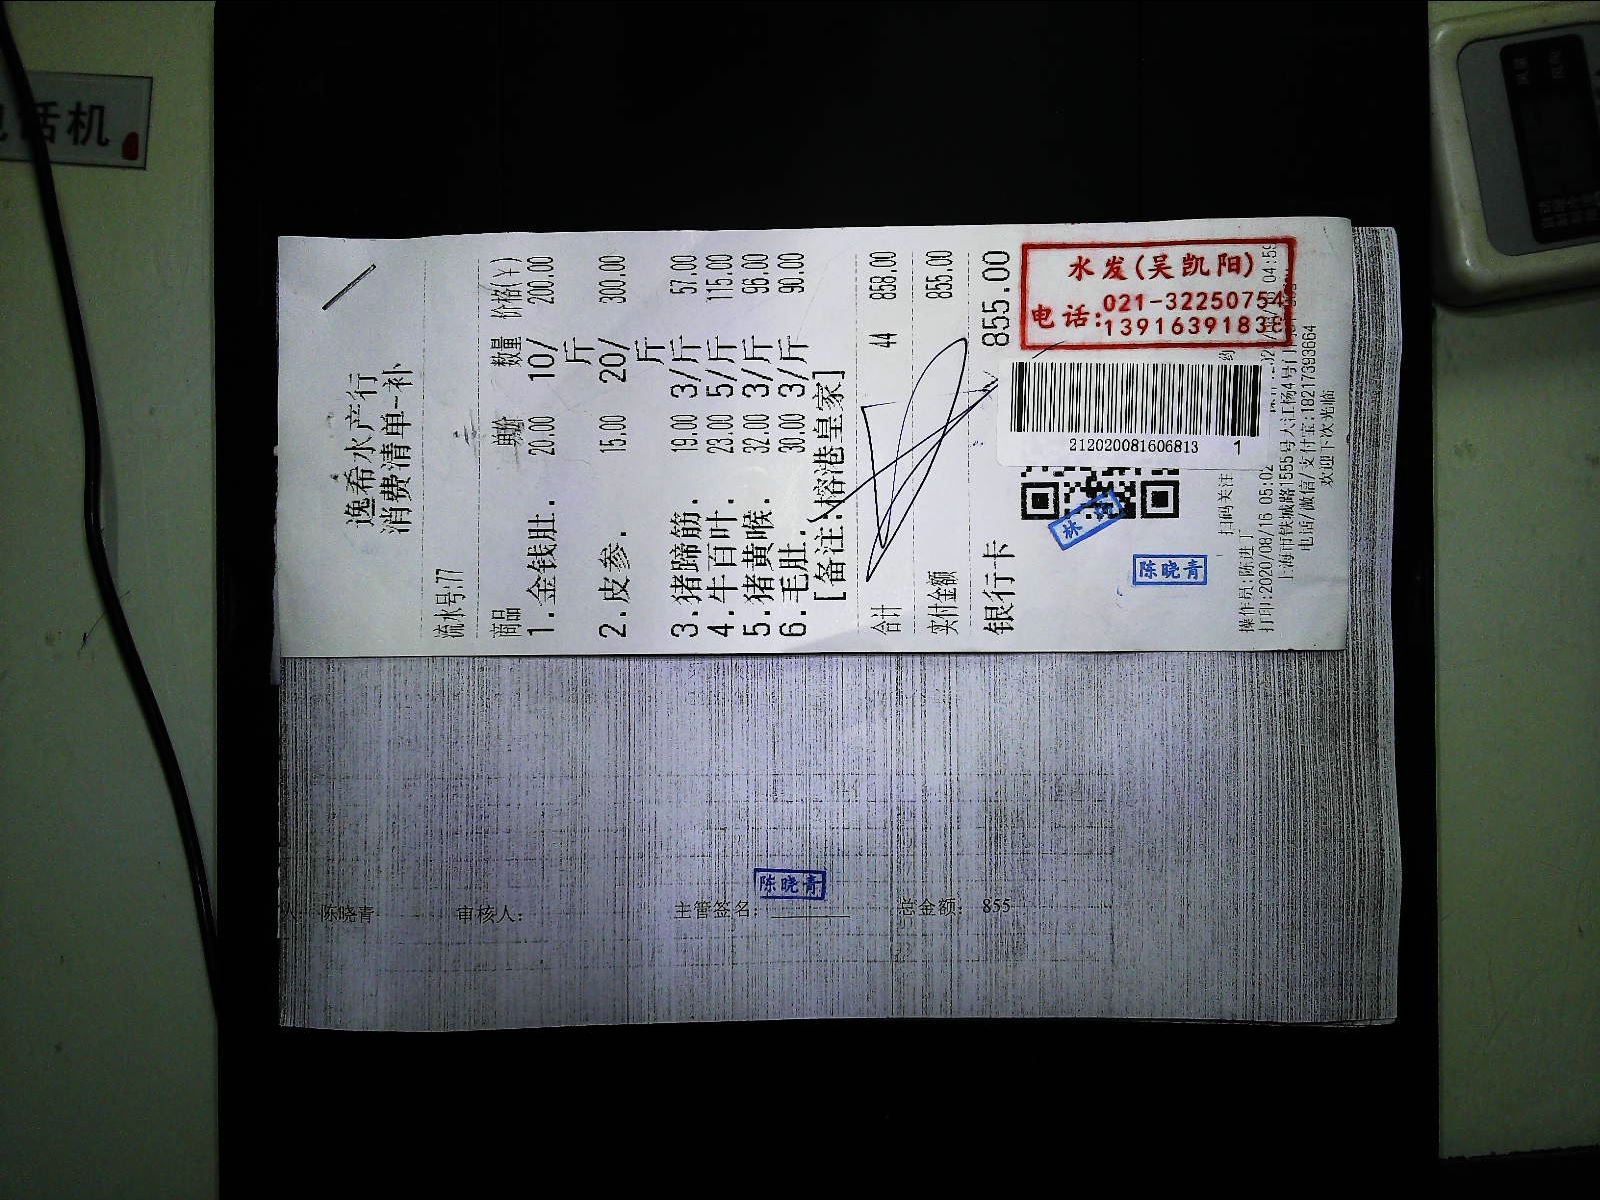 电话机
逸希水产行
消费清单-补
流水号:77
商品 单价 数量 价格(¥)
1.金钱肚. 20.00 10/斤 200.00
2.皮参. 15.00 20/斤 300.00
3.猪蹄筋. 19.00 3/斤 57.00
4.牛百叶. 23.00 5/斤 115.00
5.猪黄喉. 32.00 3/斤 96.00
6.毛肚. 30.00 3/斤 90.00
[备注:榕港皇家]
合计 44 858.00
实付金额 855.00
银行卡 855.00
水发(吴凯阳)
电话:021-32250754
1391639183
212020081606813 1
陈晓青
扫码关注
操作员:陈进丁
打印:2020/08/16 05:02
上海市铁城路1555号大江杨4号门
电话/微信/支付宝:18217393664
欢迎下次光临
陈晓青
陈晓青 审核人: 主管签名: 总金额: 855